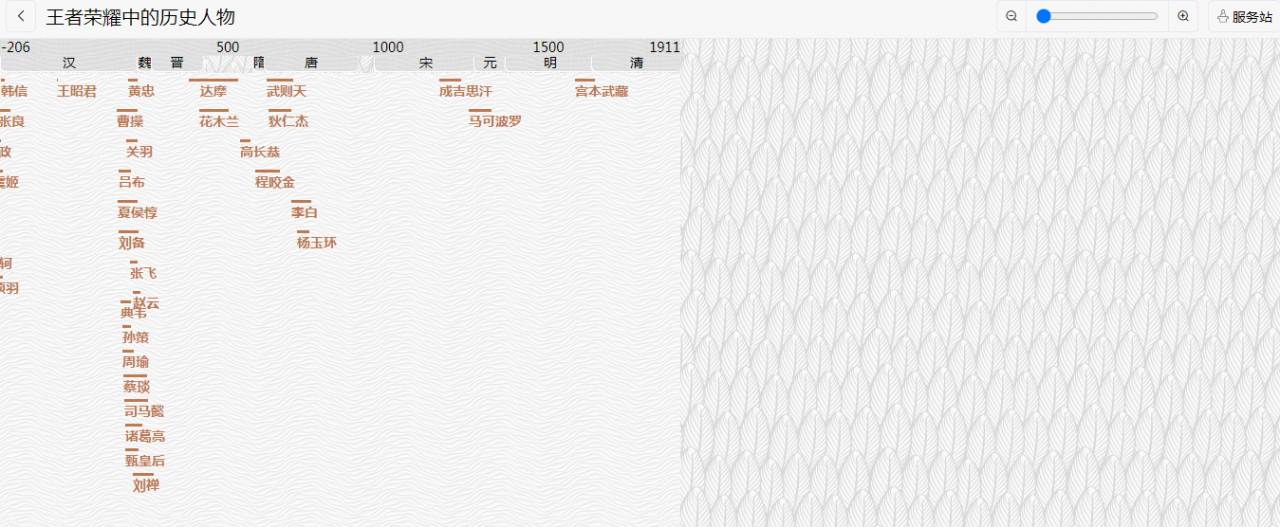 王者荣耀中的历史人物
服务站
-206 500 1000 1500 1911
汉 魏 晋 隋 唐 宋 元 明 清
韩信 王昭君 黄忠 达摩 武则天 成吉思汗 宫本武藏
张良 曹操 花木兰 狄仁杰 马可波罗
政 关羽 高长恭
虞姬 吕布 程咬金
夏侯惇 李白
刘备 杨玉环
轲 张飞
项羽 赵云
典韦
孙策
周瑜
蔡琰
司马懿
诸葛亮
甄皇后
刘禅